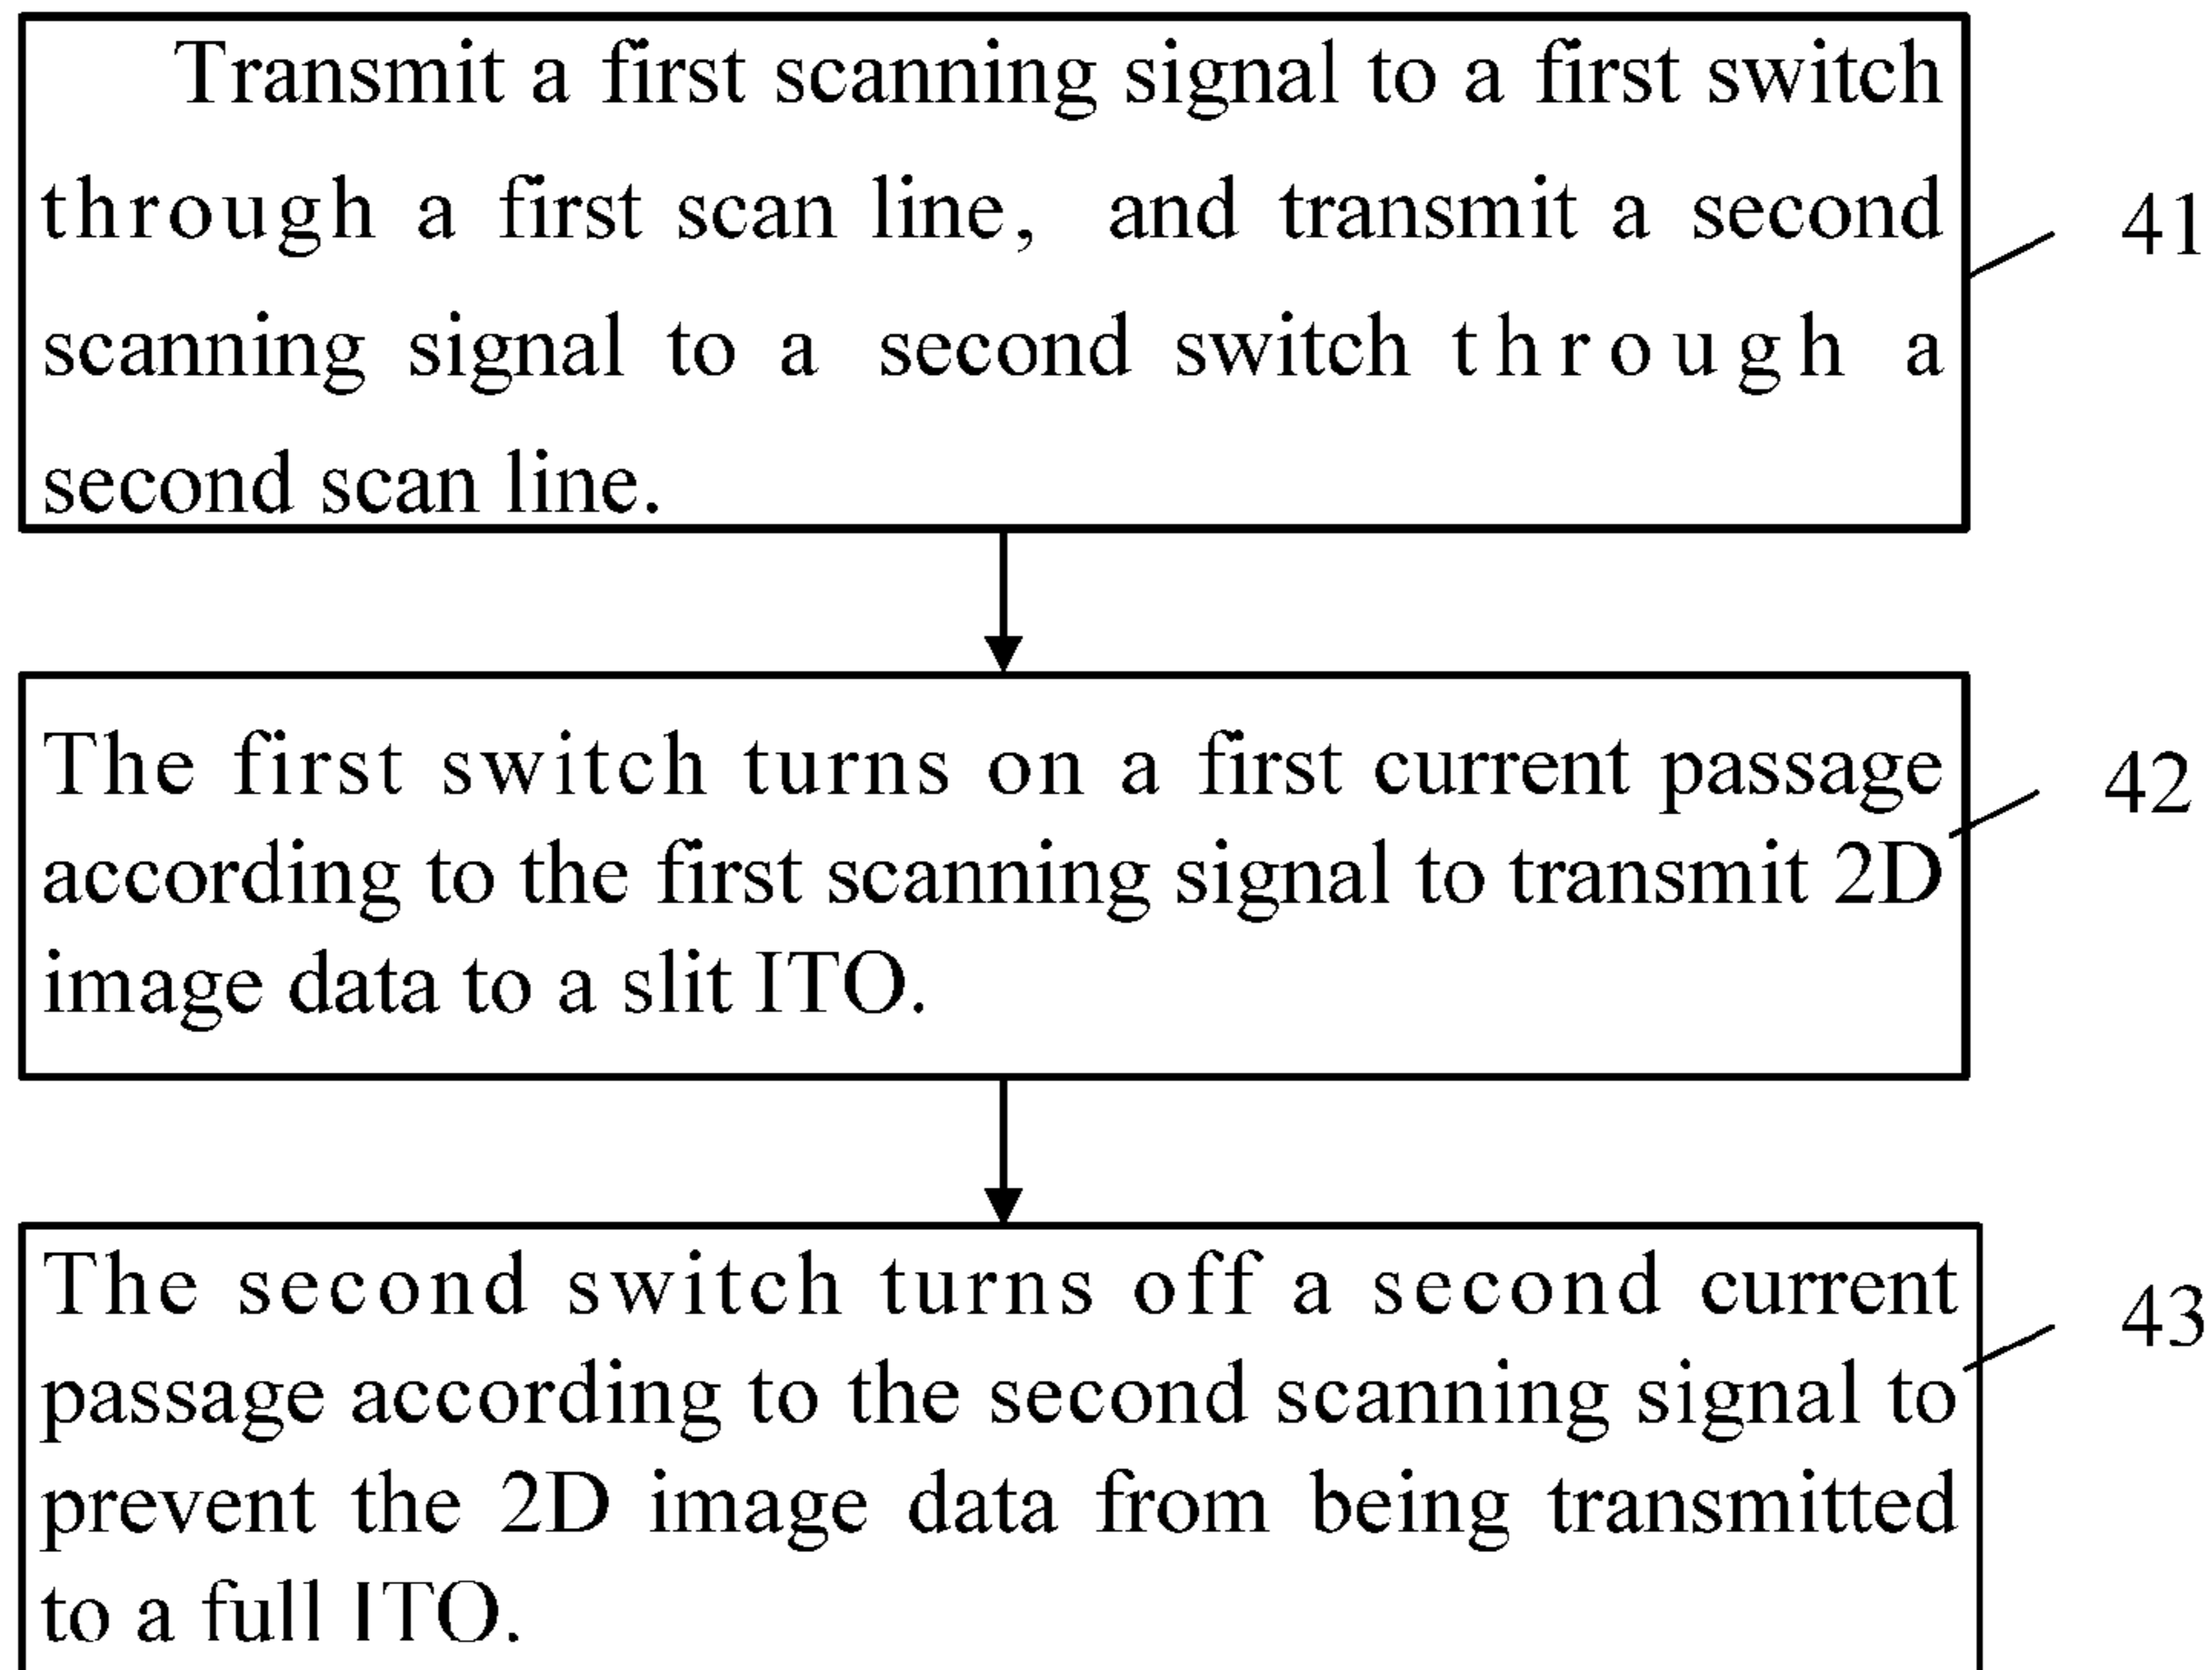 Transmit a first scanning signal to a first switch
through a first scan line, and transmit a second
scanning signal to a second switch through a
second scan line.
41
The first switch turns on a first current passage
according to the first scanning signal to transmit 2D
image data to a slit ITO.
42
The second switch turns off a second current
passage according to the second scanning signal to
prevent the 2D image data from being transmitted
to a full ITO.
43